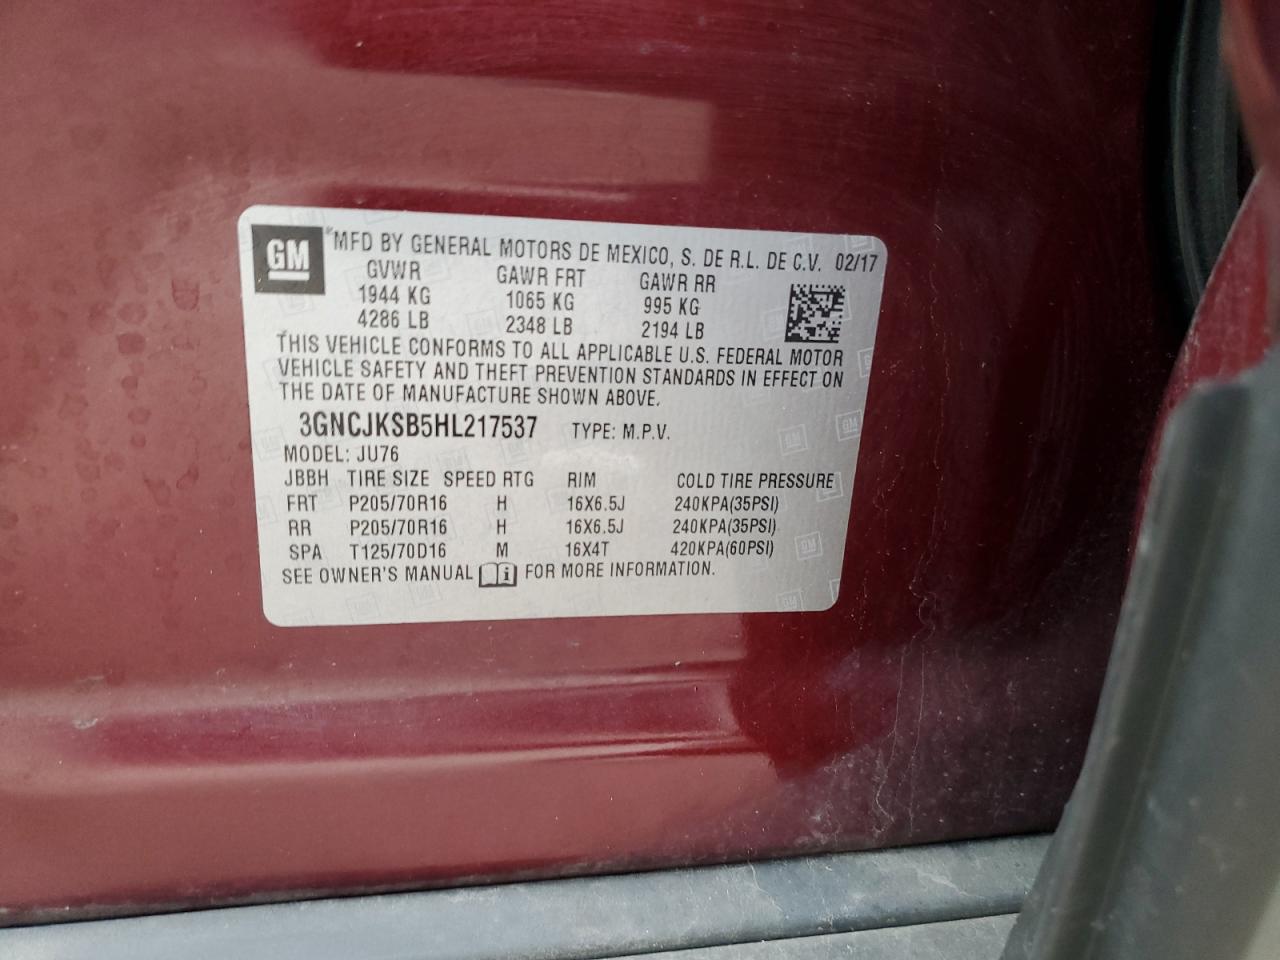 GM ® MFD BY GENERAL MOTORS DE MEXICO, S. DE R.L. DE C.V. 02/17
GVWR GAWR FRT GAWR RR
1944 KG 1065 KG 995 KG
4286 LB 2348 LB 2194 LB
THIS VEHICLE CONFORMS TO ALL APPLICABLE U.S. FEDERAL MOTOR
VEHICLE SAFETY AND THEFT PREVENTION STANDARDS IN EFFECT ON
THE DATE OF MANUFACTURE SHOWN ABOVE.
3GNCJKSB5HL217537 TYPE: M.P.V.
MODEL: JU76
JBBH TIRE SIZE SPEED RTG RIM COLD TIRE PRESSURE
FRT P205/70R16 H 16X6.5J 240KPA(35PSI)
RR P205/70R16 H 16X6.5J 240KPA(35PSI)
SPA T125/70D16 M 16X4T 420KPA(60PSI)
SEE OWNER'S MANUAL i FOR MORE INFORMATION.